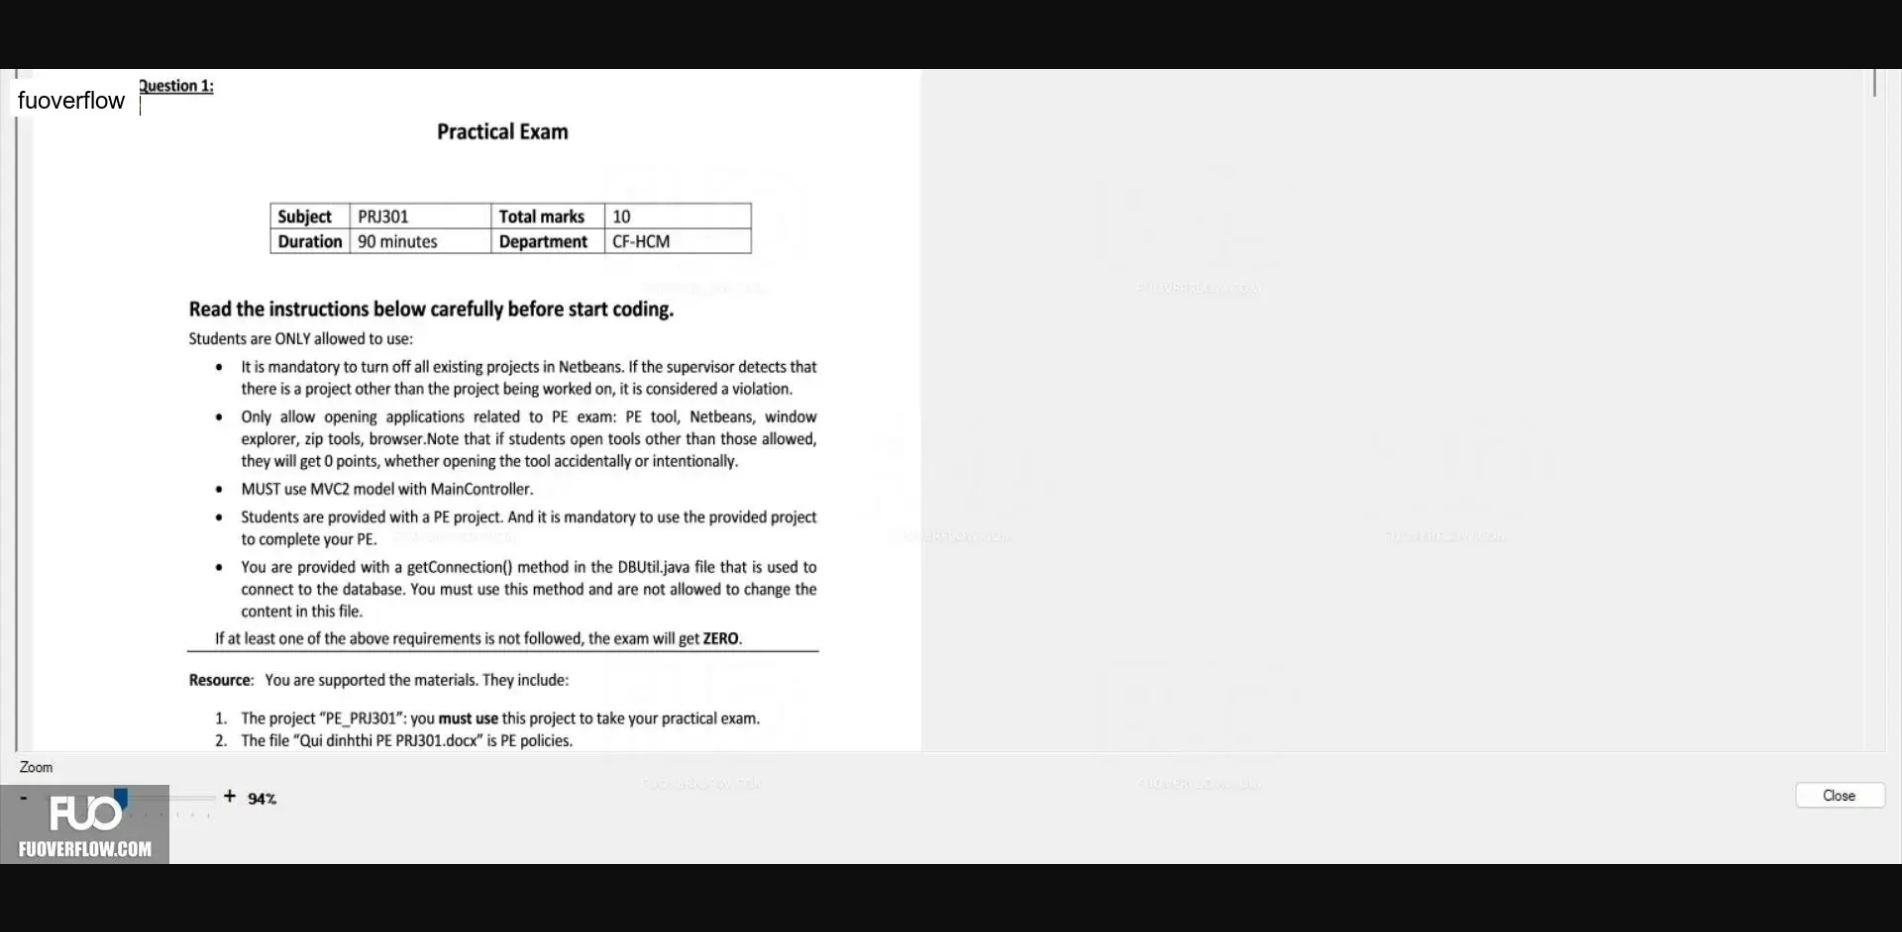 Question 1:
fuoverflow
Practical Exam
Subject PRJ301 Total marks 10
Duration 90 minutes Department CF-HCM
Read the instructions below carefully before start coding.
Students are ONLY allowed to use:
• It is mandatory to turn off all existing projects in Netbeans. If the supervisor detects that
there is a project other than the project being worked on, it is considered a violation.
• Only allow opening applications related to PE exam: PE tool, Netbeans, window
explorer, zip tools, browser.Note that if students open tools other than those allowed,
they will get 0 points, whether opening the tool accidentally or intentionally.
• MUST use MVC2 model with MainController.
• Students are provided with a PE project. And it is mandatory to use the provided project
to complete your PE.
• You are provided with a getConnection() method in the DBUtil.java file that is used to
connect to the database. You must use this method and are not allowed to change the
content in this file.
If at least one of the above requirements is not followed, the exam will get ZERO.
Resource: You are supported the materials. They include:
1. The project “PE_PRJ301”: you must use this project to take your practical exam.
2. The file “Qui dinhthi PE PRJ301.docx” is PE policies.
Zoom
- + 94%
Close
FUO
FUOVERFLOW.COM